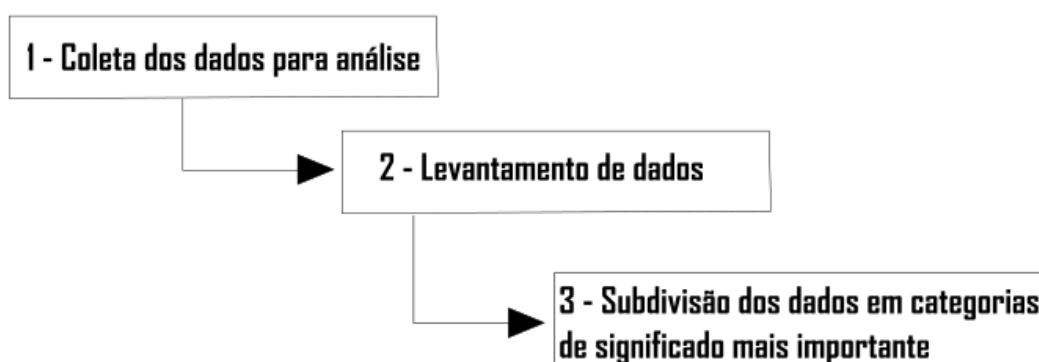 1 - Coleta dos dados para análise
2 - Levantamento de dados
3 - Subdivisão dos dados em categorias
de significado mais importante